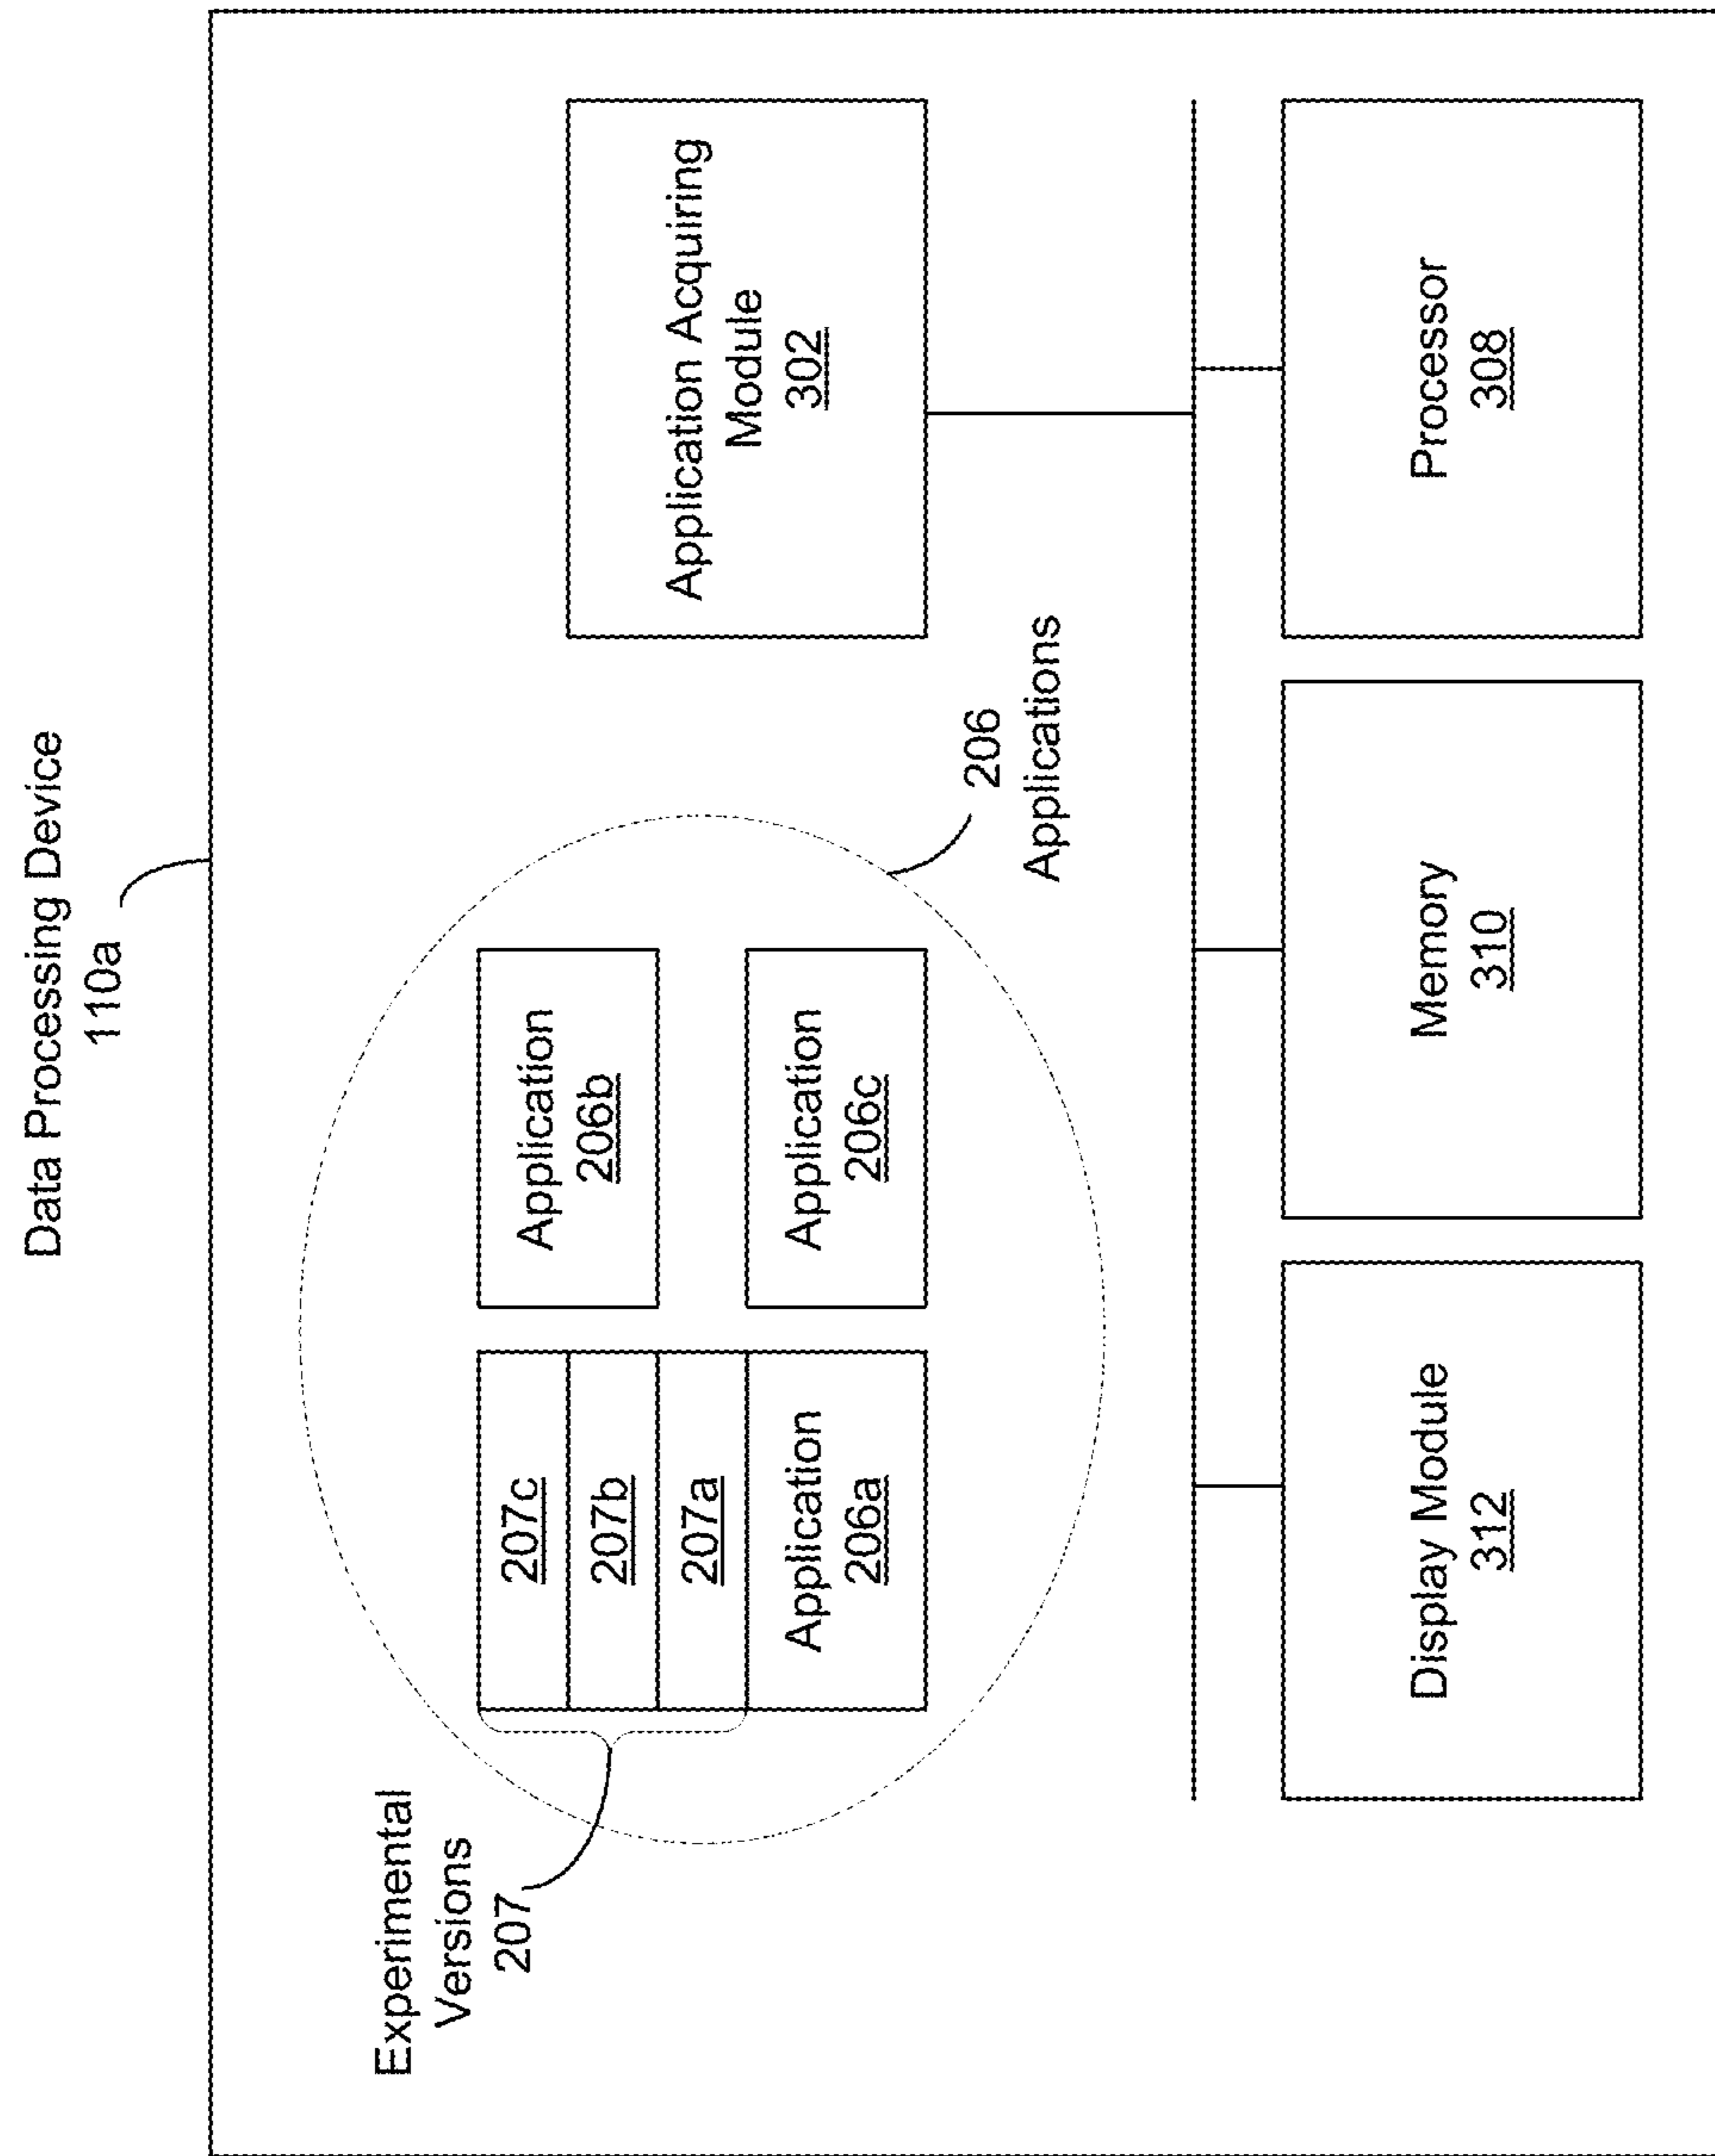 Data Processing Device
110a
Experimental
Versions
207
207c
207b
207a
Application
206a
Application
206b
Application
206c
206
Applications
Application Acquiring
Module
302
Display Module
312
Memory
310
Processor
308